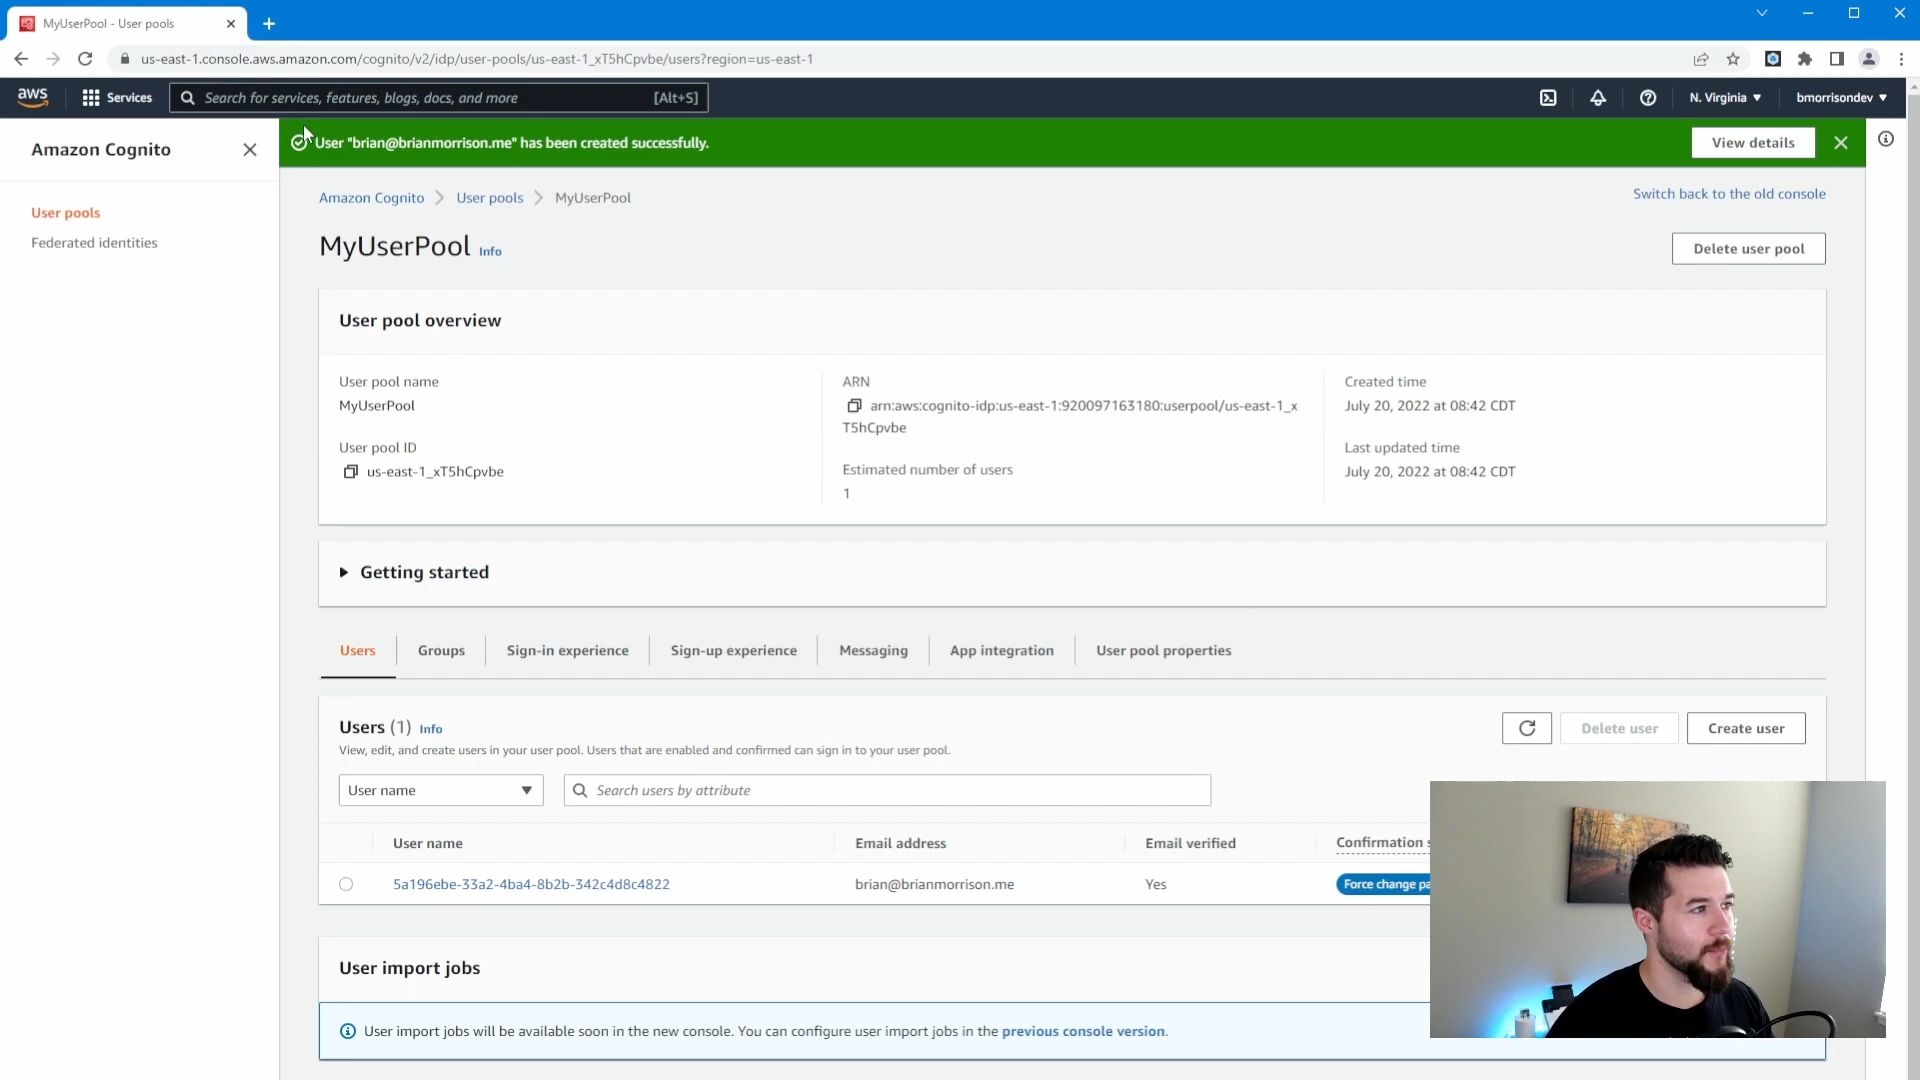 MyUserPool - User pools
us-east-1.console.aws.amazon.com/cognito/v2/idp/user-pools/us-east-1_xT5hCpvbe/users?region=us-east-1
aws
Services
Search for services, features, blogs, docs, and more
[Alt+S]
N. Virginia
bmorrisondev
Amazon Cognito
User pools
Federated identities
User "brian@brianmorrison.me" has been created successfully.
View details
Amazon Cognito
User pools
MyUserPool
Switch back to the old console
MyUserPool Info
Delete user pool
User pool overview
User pool name
MyUserPool
User pool ID
us-east-1_xT5hCpvbe
ARN
arn:aws:cognito-idp:us-east-1:920097163180:userpool/us-east-1_x
T5hCpvbe
Estimated number of users
1
Created time
July 20, 2022 at 08:42 CDT
Last updated time
July 20, 2022 at 08:42 CDT
Getting started
Users
Groups
Sign-in experience
Sign-up experience
Messaging
App integration
User pool properties
Users (1) Info
View, edit, and create users in your user pool. Users that are enabled and confirmed can sign in to your user pool.
Delete user
Create user
User name
Search users by attribute
User name
Email address
Email verified
Confirmation s
5a196ebe-33a2-4ba4-8b2b-342c4d8c4822
brian@brianmorrison.me
Yes
Force change pa
User import jobs
User import jobs will be available soon in the new console. You can configure user import jobs in the previous console version.